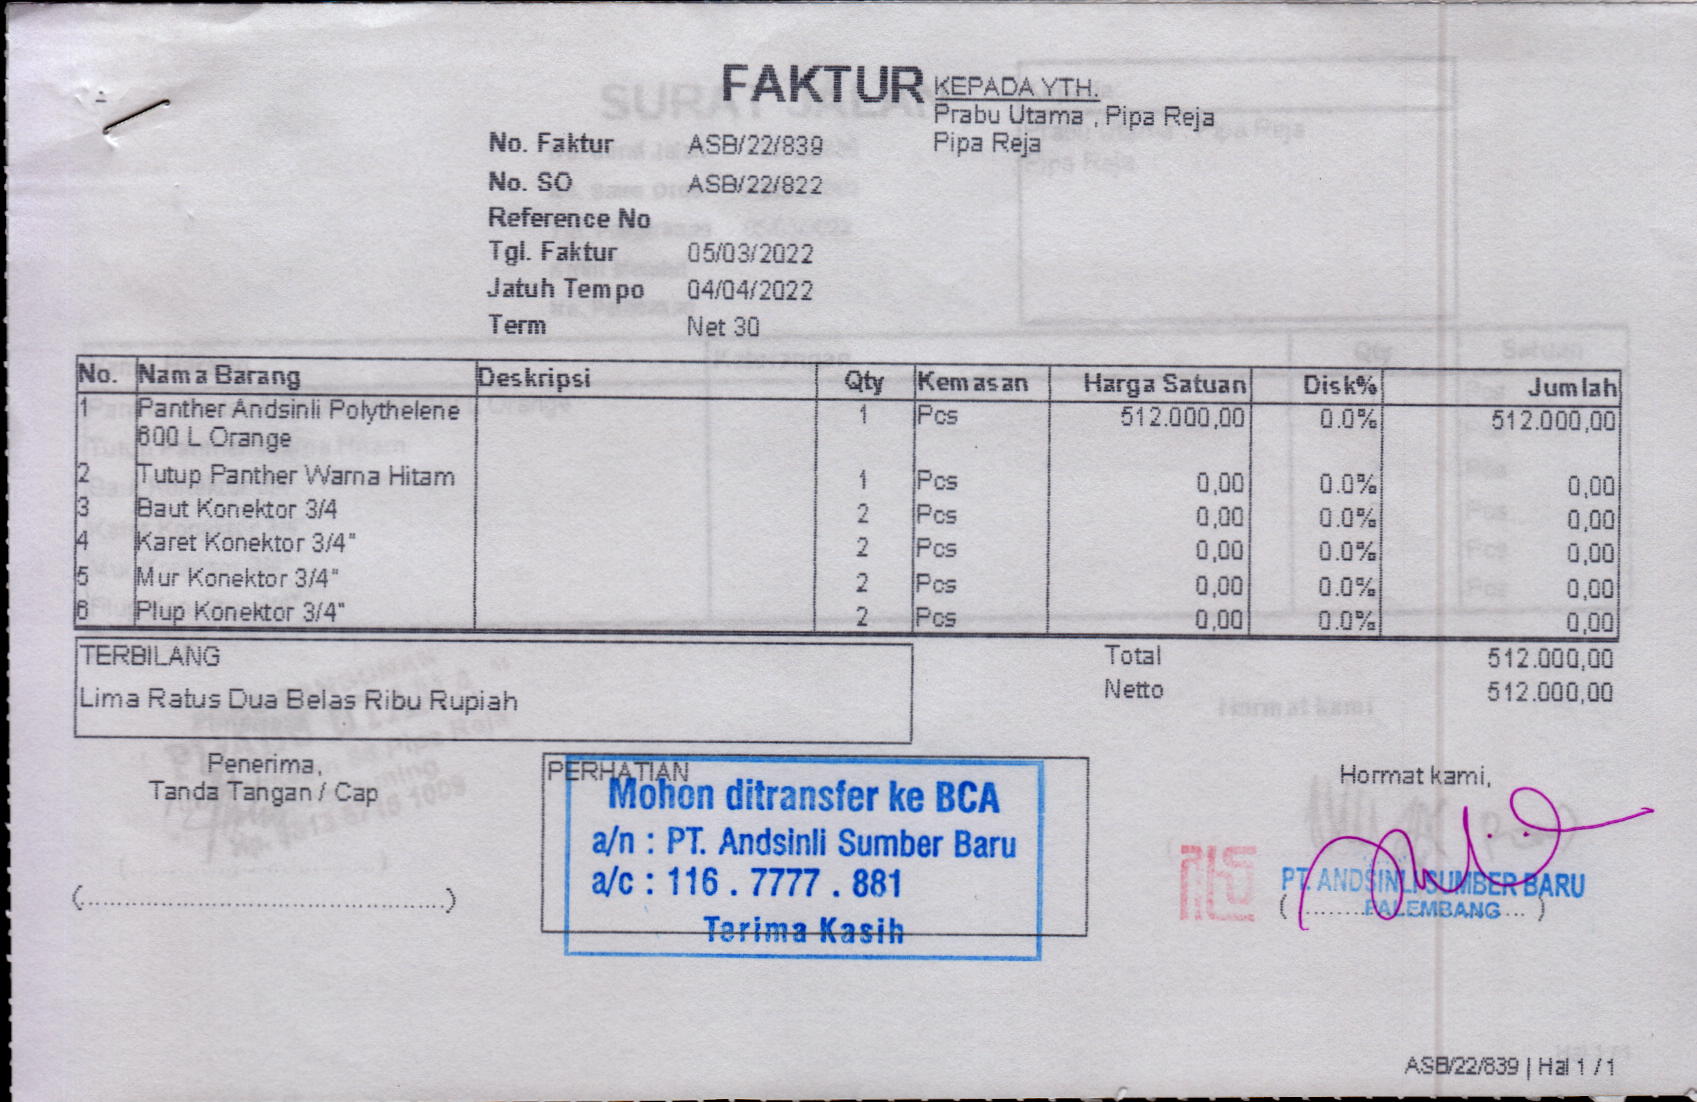 FAKTUR
KEPADA YTH.
Prabu Utama , Pipa Reja
Pipa Reja
No. Faktur ASB/22/839
No. SO ASB/22/822
Reference No
Tgl. Faktur 05/03/2022
Jatuh Tempo 04/04/2022
Term Net 30
No. Nama Barang Deskripsi Qty Kemasan Harga Satuan Disk% Jumlah
1 Panther Andsinli Polythelene 1 Pcs 512.000,00 0.0% 512.000,00
600 L Orange
2 Tutup Panther Warna Hitam 1 Pcs 0,00 0.0% 0,00
3 Baut Konektor 3/4 2 Pcs 0,00 0.0% 0,00
4 Karet Konektor 3/4" 2 Pcs 0,00 0.0% 0,00
5 Mur Konektor 3/4" 2 Pcs 0,00 0.0% 0,00
6 Plup Konektor 3/4" 2 Pcs 0,00 0.0% 0,00
TERBILANG
Lima Ratus Dua Belas Ribu Rupiah
Total 512.000,00
Netto 512.000,00
Penerima,
Tanda Tangan / Cap
(..........................................)
PERHATIAN
Mohon ditransfer ke BCA
a/n : PT. Andsinli Sumber Baru
a/c : 116 . 7777 . 881
Terima Kasih
Hormat kami,
PT. ANDSINLI SUMBER BARU
PALEMBANG
ASB/22/839 | Hal 1 / 1